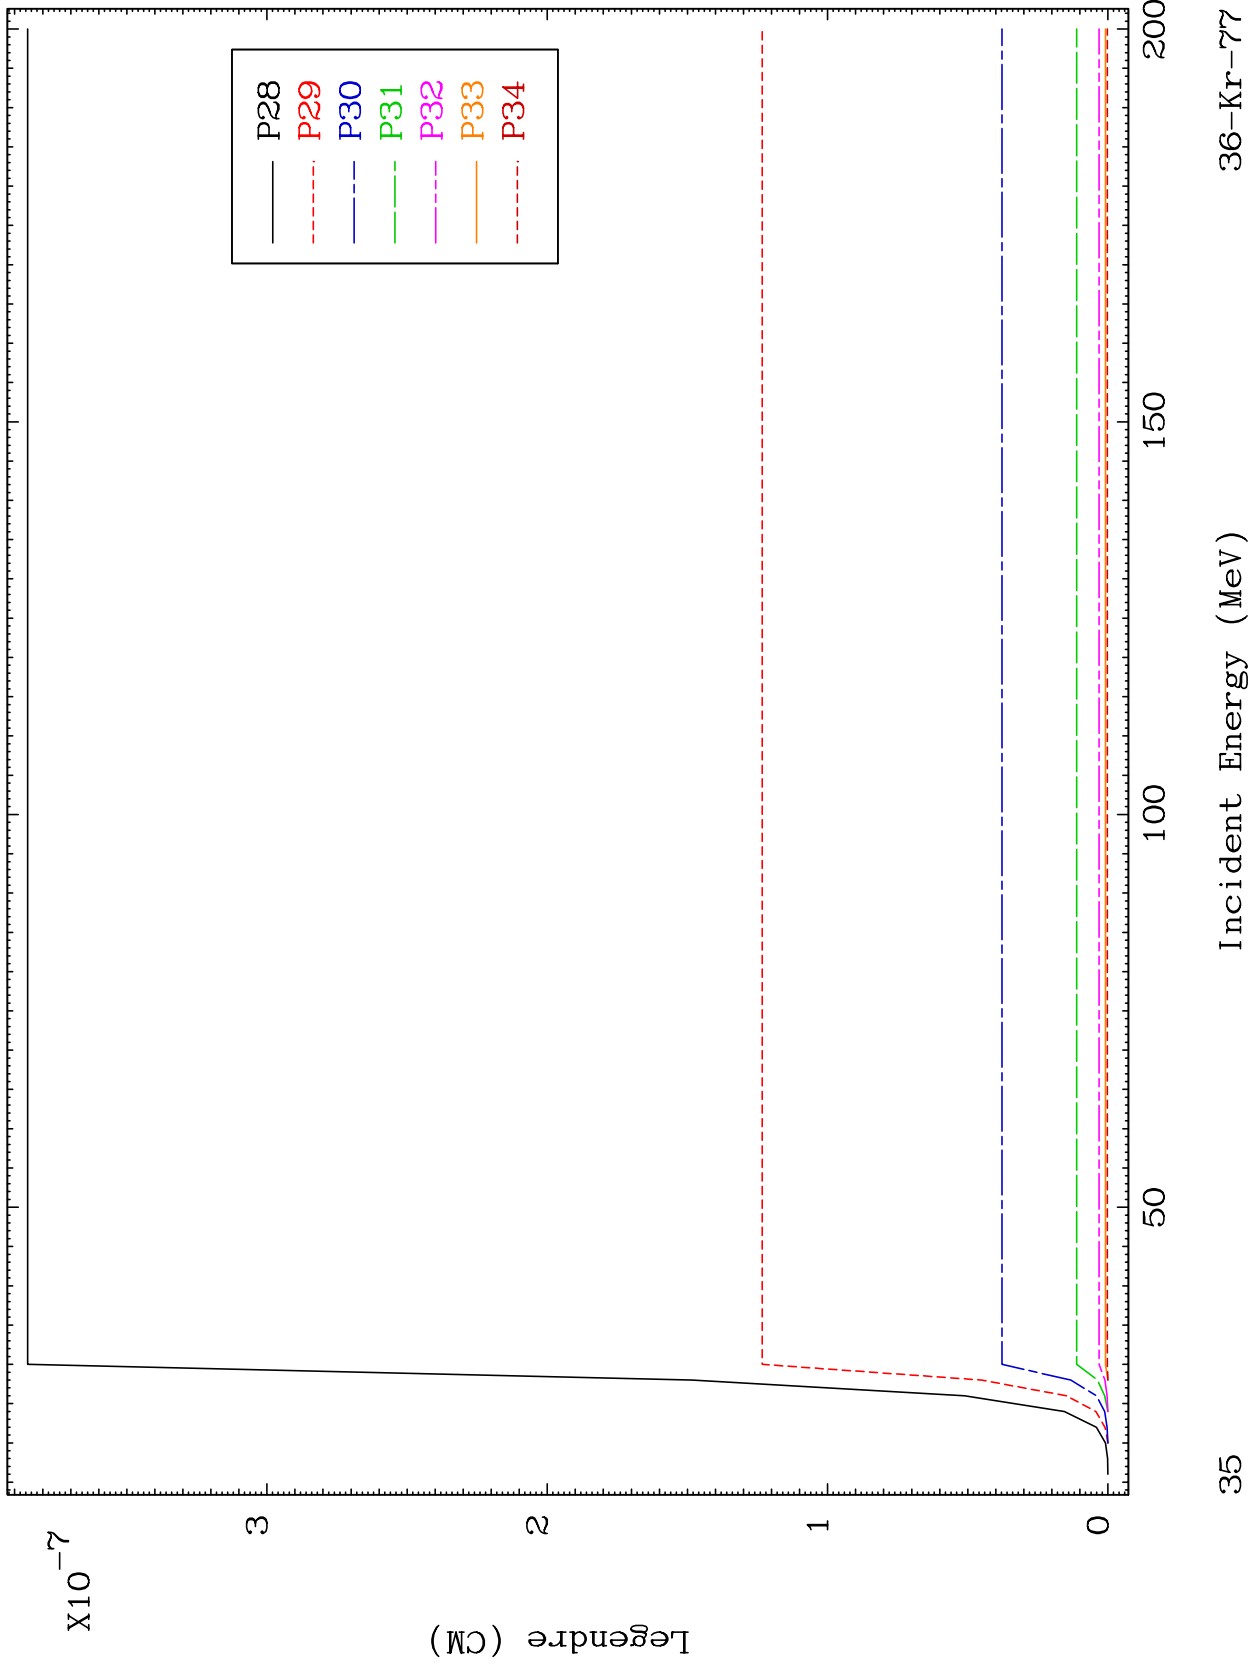 X10-7
3
2
1
0
Legendre (CM)
P28
P29
P30
P31
P32
P33
P34
50
100
150
200
35
Incident Energy (MeV)
36-Kr-77